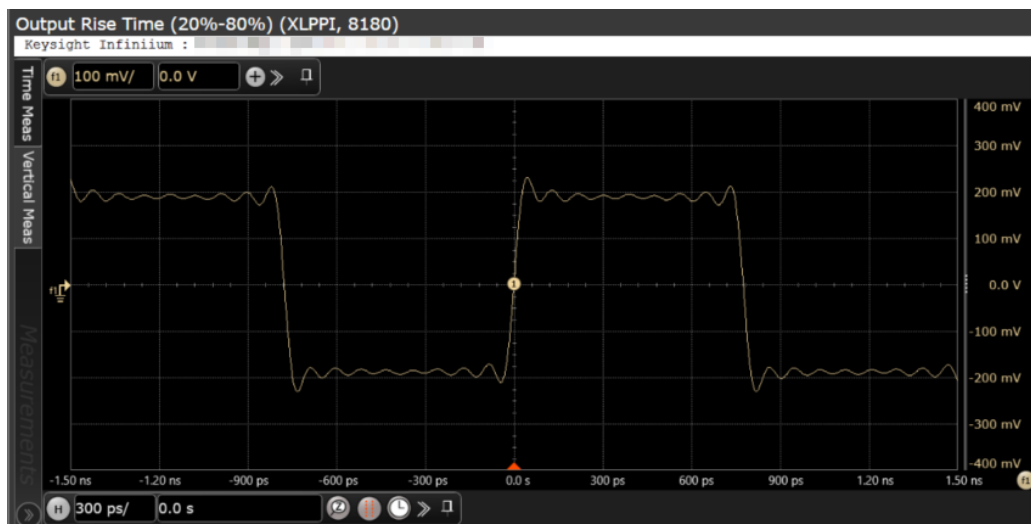 Output Rise Time (20%-80%) (XLPPI, 8180)
Keysight Infiniium :
Time Meas
Vertical Meas
Measurements
f1 100 mV/ 0.0 V
400 mV
300 mV
200 mV
100 mV
0.0 V
-100 mV
-200 mV
-300 mV
-400 mV
f1
1
-1.50 ns -1.20 ns -900 ps -600 ps -300 ps 0.0 s 300 ps 600 ps 900 ps 1.20 ns 1.50 ns f1
H 300 ps/ 0.0 s